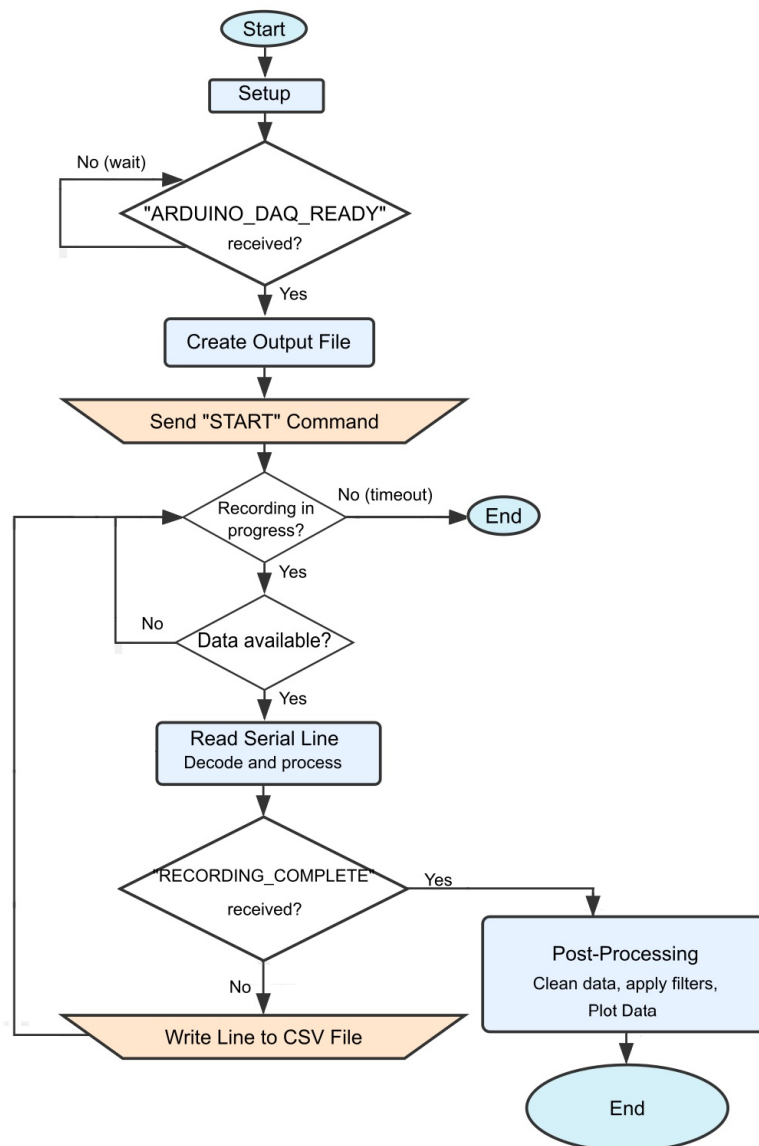 Start
Setup
No (wait)
"ARDUINO_DAQ_READY"
received?
Yes
Create Output File
Send "START" Command
Recording in
progress?
No (timeout)
End
Yes
No
Data available?
Yes
Read Serial Line
Decode and process
"RECORDING_COMPLETE"
received?
Yes
Post-Processing
Clean data, apply filters,
Plot Data
No
Write Line to CSV File
End